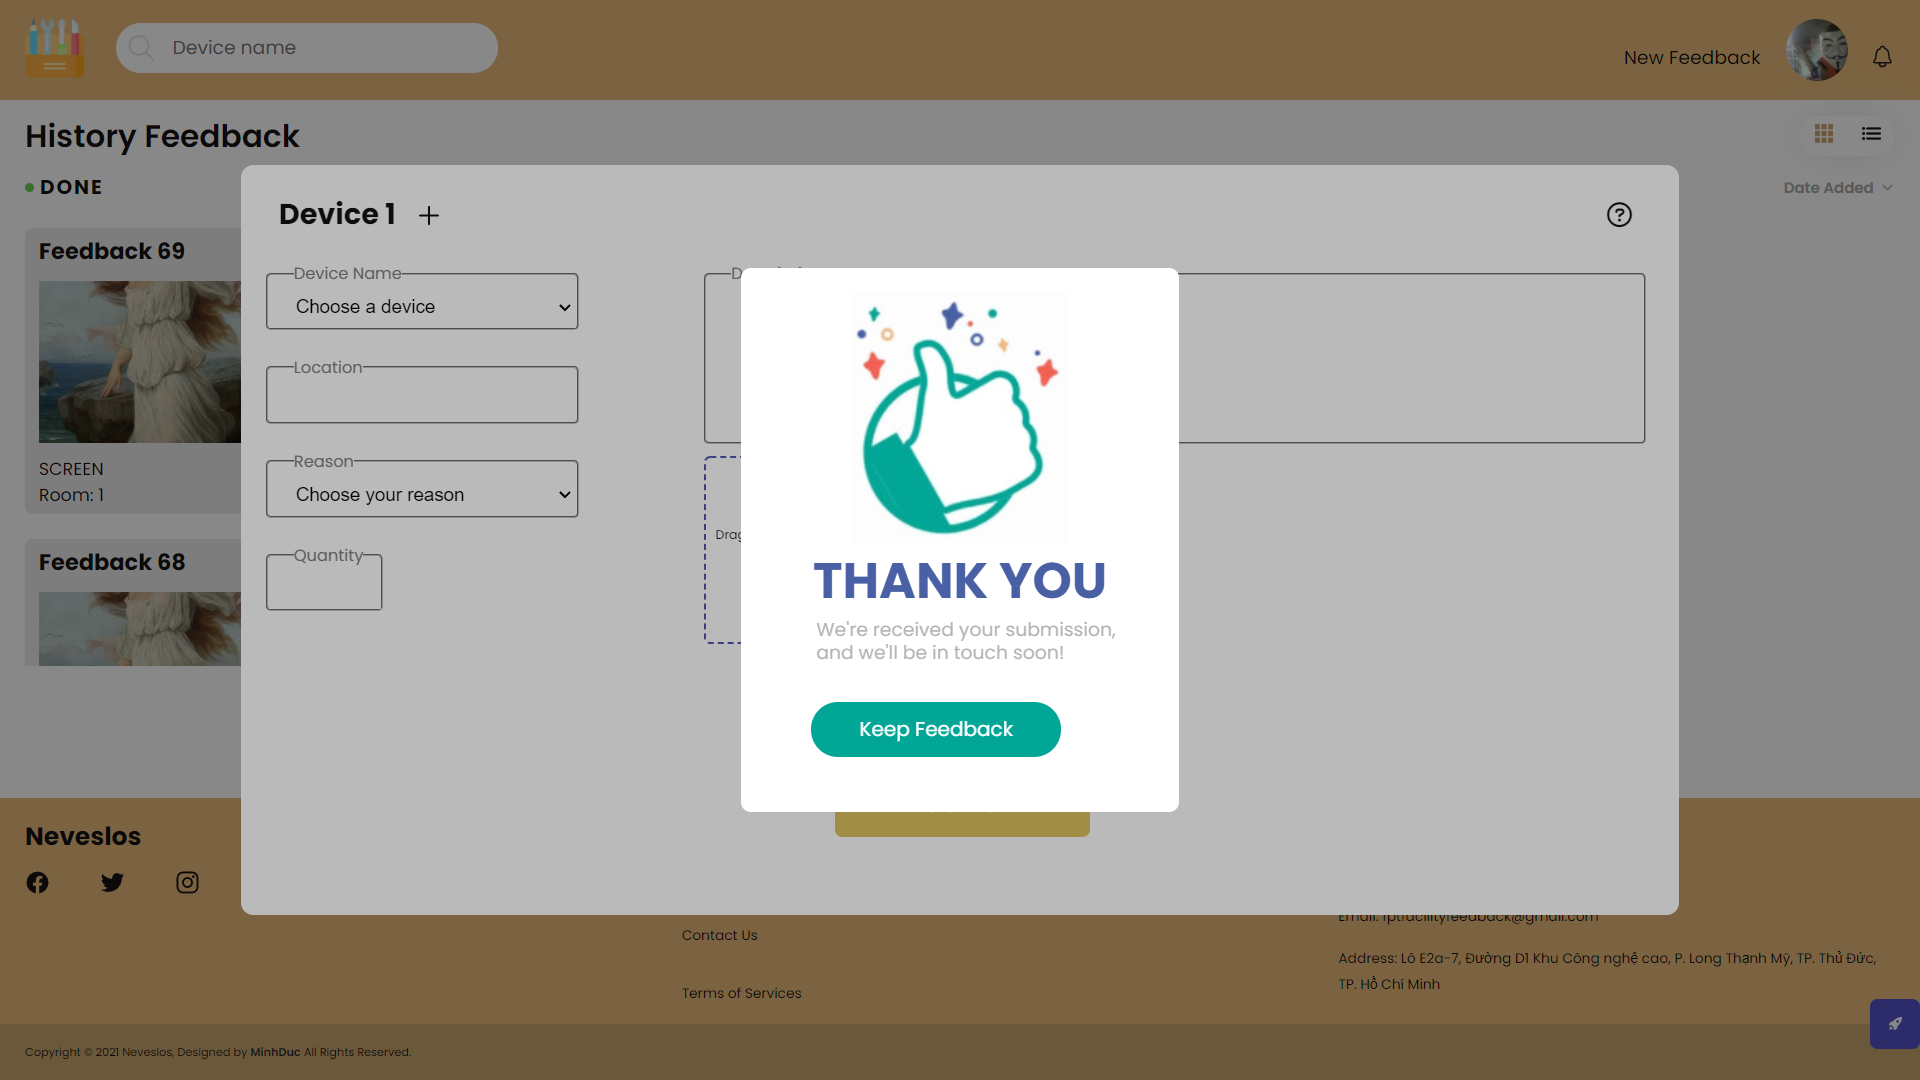 Device name
New Feedback
History Feedback
DONE
Date Added
Device 1
Feedback 69
Device Name
Choose a device
Location
Reason
SCREEN
Choose your reason
Room: 1
Drag
Quantity
Feedback 68
THANK YOU
We're received your submission,
and we'll be in touch soon!
Keep Feedback
Neveslos
Email: fptfacilityfeedback@gmail.com
Contact Us
Address: Lô E2a-7, Đường D1 Khu Công nghệ cao, P. Long Thạnh Mỹ, TP. Thủ Đức,
TP. Hồ Chí Minh
Terms of Services
Copyright © 2021 Neveslos, Designed by MinhDuc All Rights Reserved.